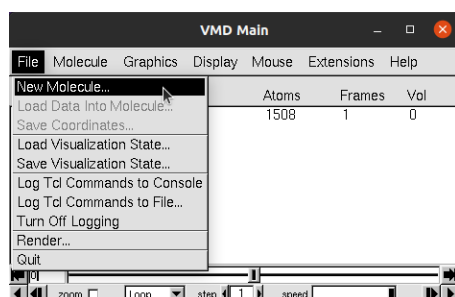 VMD Main
File Molecule Graphics Display Mouse Extensions Help
New Molecule...
Load Data Into Molecule...
Save Coordinates...
Load Visualization State...
Save Visualization State...
Log Tcl Commands to Console
Log Tcl Commands to File...
Turn Off Logging
Render...
Quit
Atoms Frames Vol
1508 1 0
0
zoom Loop step 1 speed